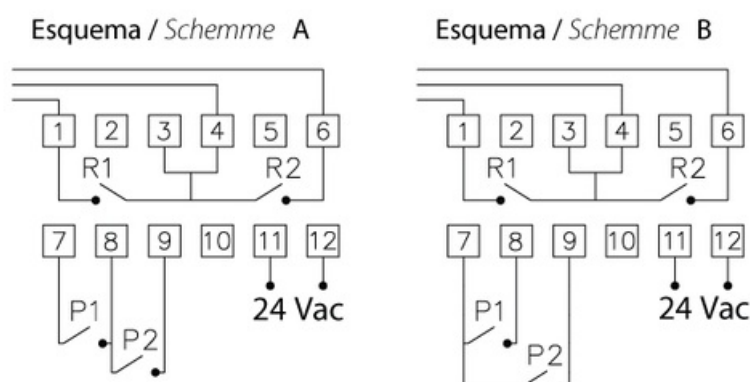 Esquema / Schemme A
Esquema / Schemme B
1 2 3 4 5 6
1 2 3 4 5 6
R1 R2
R1 R2
7 8 9 10 11 12
7 8 9 10 11 12
P1 24 Vac
P1 24 Vac
P2
P2